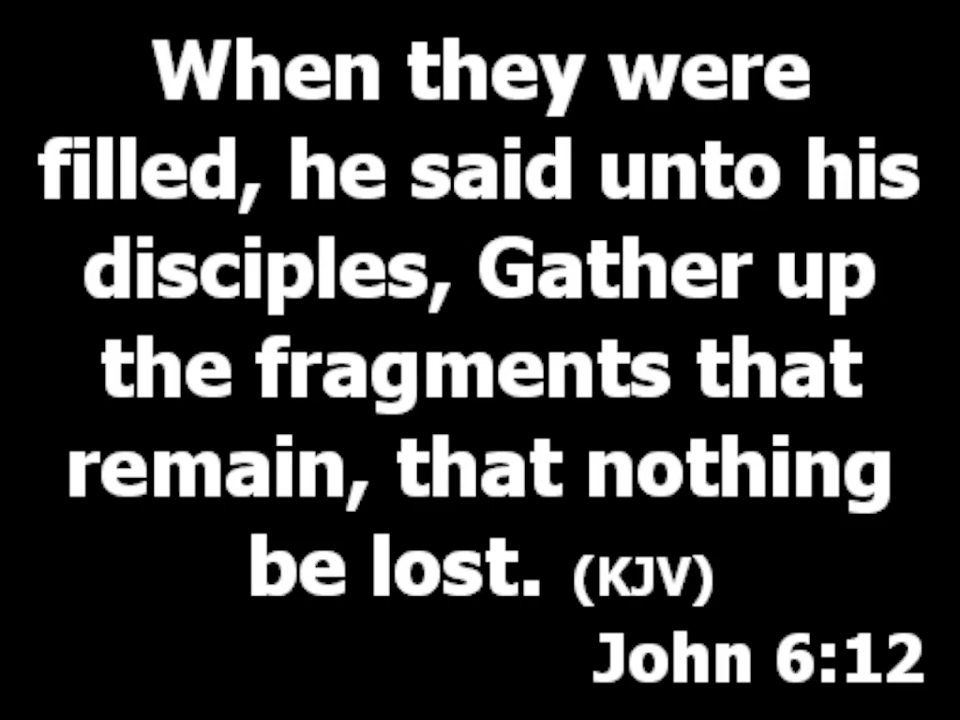 When they were
filled, he said unto his
disciples, Gather up
the fragments that
remain, that nothing
be lost. (KJV)
John 6:12